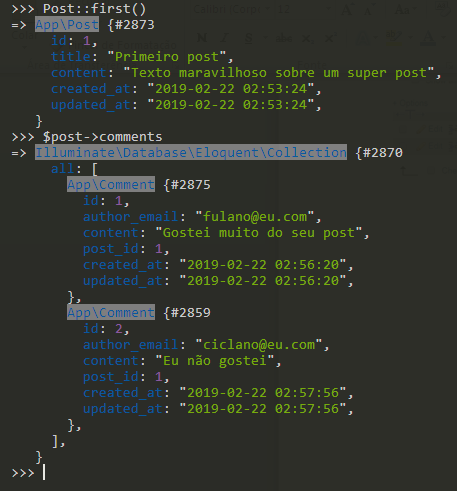 >>> Post::first()
=> App\Post {#2873
id: 1,
title: "Primeiro post",
content: "Texto maravilhoso sobre um super post",
created_at: "2019-02-22 02:53:24",
updated_at: "2019-02-22 02:53:24",
}
>>> $post->comments
=> Illuminate\Database\Eloquent\Collection {#2870
all: [
App\Comment {#2875
id: 1,
author_email: "fulano@eu.com",
content: "Gostei muito do seu post",
post_id: 1,
created_at: "2019-02-22 02:56:20",
updated_at: "2019-02-22 02:56:20",
},
App\Comment {#2859
id: 2,
author_email: "ciclano@eu.com",
content: "Eu não gostei",
post_id: 1,
created_at: "2019-02-22 02:57:56",
updated_at: "2019-02-22 02:57:56",
},
],
}
>>>